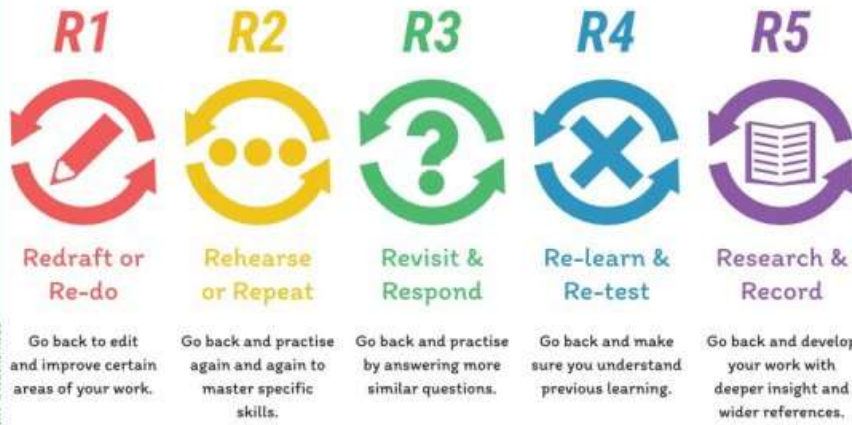 R1
R2
R3
R4
R5
?
Redraft or
Re-do
Rehearse
or Repeat
Revisit &
Respond
Re-learn &
Re-test
Research &
Record
Go back to edit
and improve certain
areas of your work.
Go back and practise
again and again to
master specific
skills.
Go back and practise
by answering more
similar questions.
Go back and make
sure you understand
previous learning.
Go back and develop
your work with
deeper insight and
wider references.